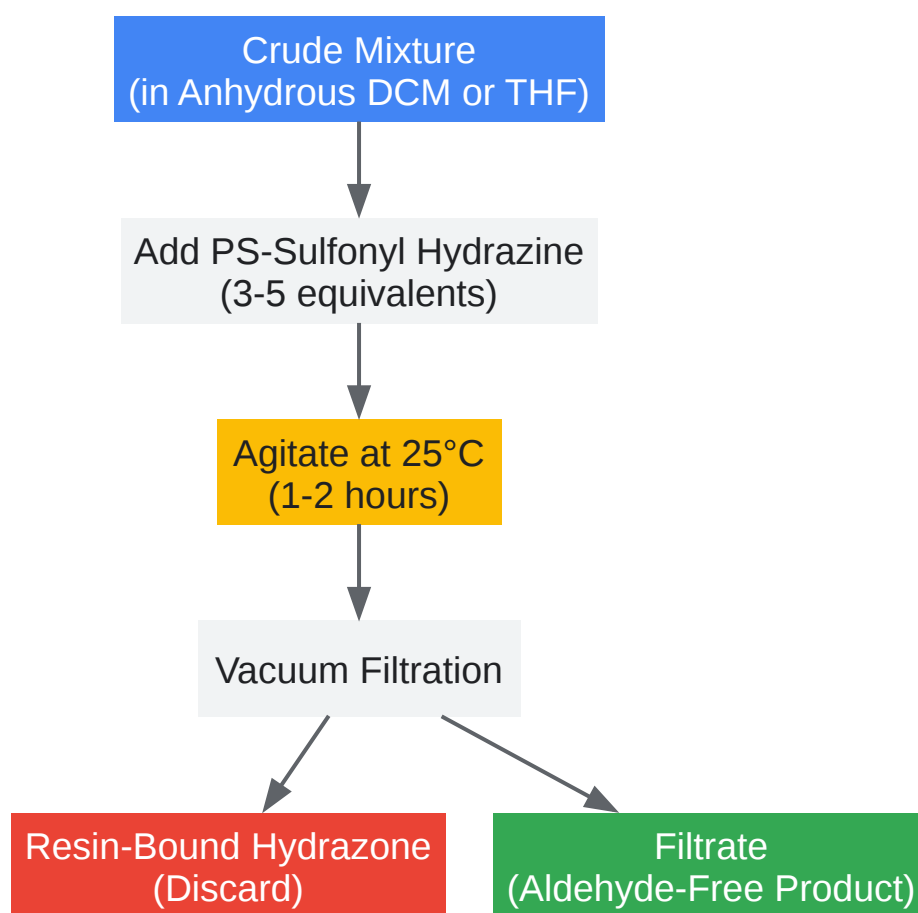 Crude Mixture
(in Anhydrous DCM or THF)
Add PS-Sulfonyl Hydrazine
(3-5 equivalents)
Agitate at 25°C
(1-2 hours)
Vacuum Filtration
Resin-Bound Hydrazone
(Discard)
Filtrate
(Aldehyde-Free Product)